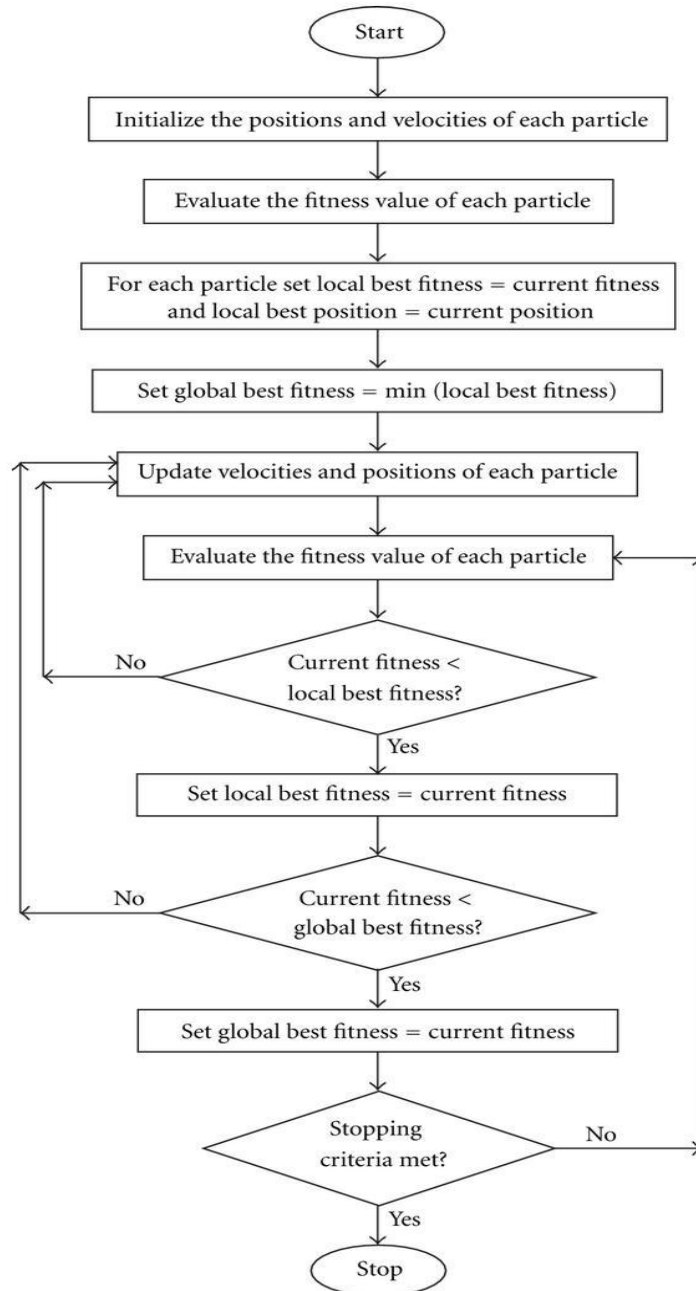 Start
Initialize the positions and velocities of each particle
Evaluate the fitness value of each particle
For each particle set local best fitness = current fitness
and local best position = current position
Set global best fitness = min (local best fitness)
Update velocities and positions of each particle
Evaluate the fitness value of each particle
No
Current fitness <
local best fitness?
Yes
Set local best fitness = current fitness
No
Current fitness <
global best fitness?
Yes
Set global best fitness = current fitness
Stopping
criteria met?
No
Yes
Stop